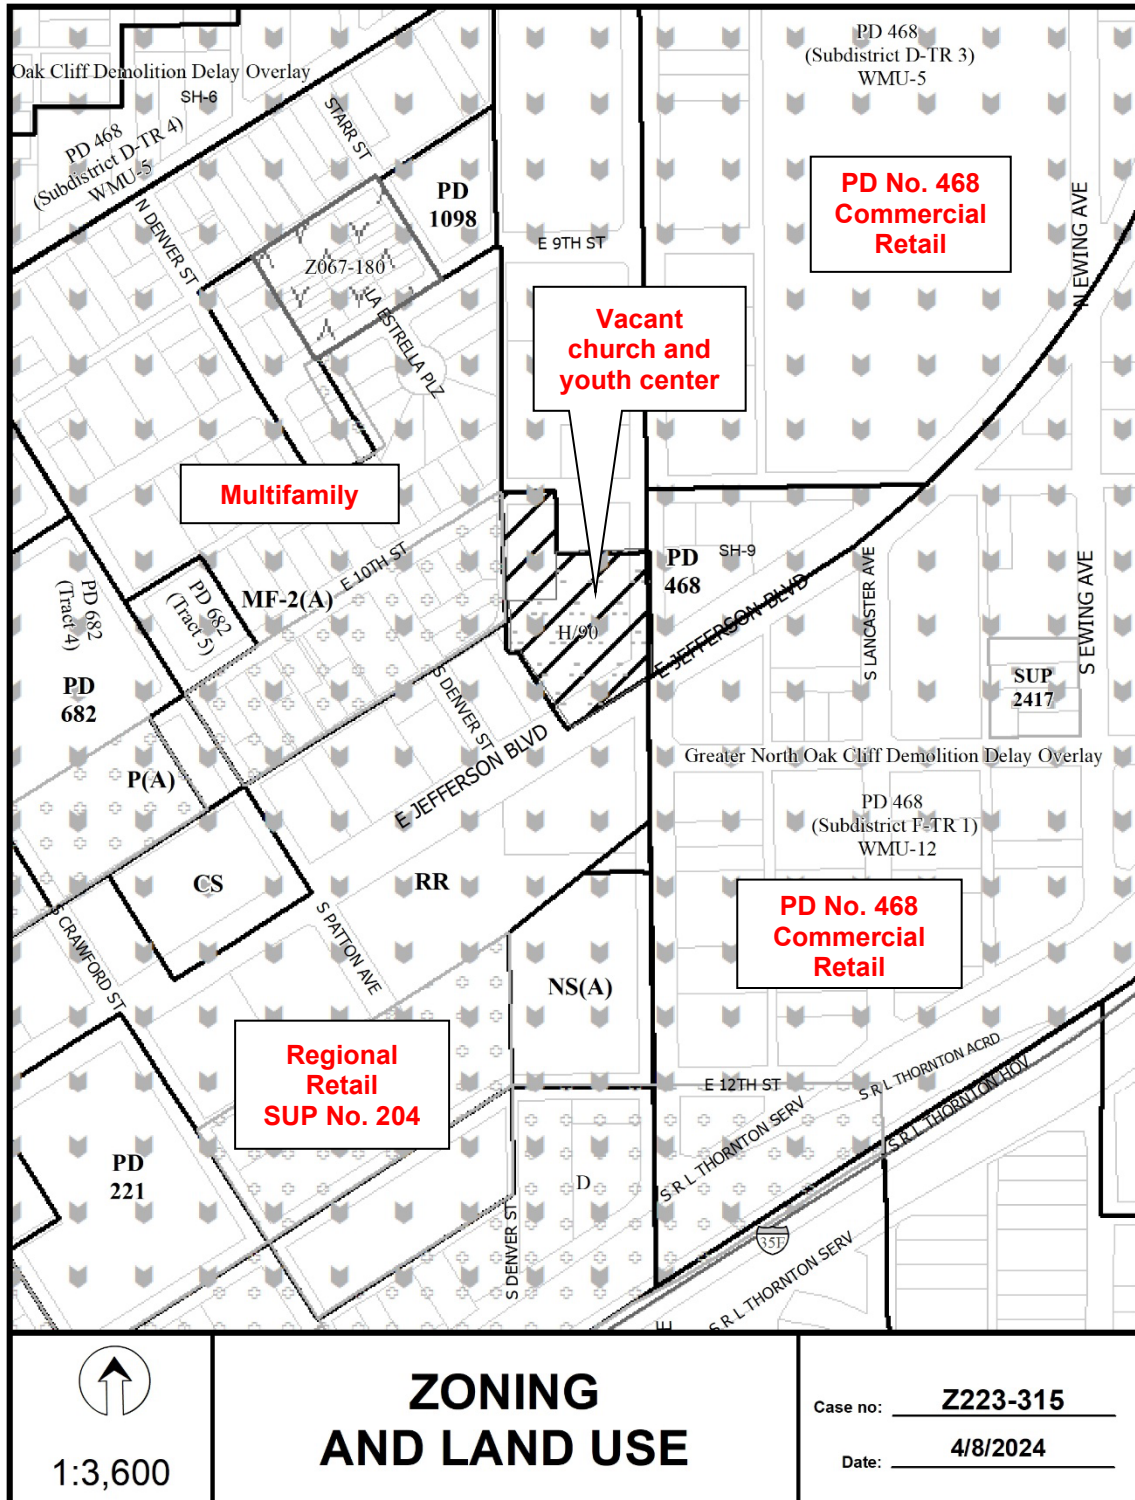 PD 468
(Subdistrict D-TR 3)
WMU-5
Oak Cliff Demolition Delay Overlay
SH-6
PD 468
(Subdistrict D-TR 4)
WMU-5
STARR ST
PD
1098
PD No. 468
Commercial
Retail
N EWING AVE
N DENVER ST
E 9TH ST
Z067-180
LA ESTRELLA PLZ
Vacant
church and
youth center
Multifamily
E 10TH ST
PD
468
SH-9
PD 682
(Tract 4)
PD 682
(Tract 5)
MF-2(A)
H/90
E JEFFERSON BLVD
S LANCASTER AVE
S EWING AVE
SUP
2417
PD
682
S DENVER ST
P(A)
E JEFFERSON BLVD
Greater North Oak Cliff Demolition Delay Overlay
PD 468
(Subdistrict F-TR 1)
WMU-12
CS
RR
PD No. 468
Commercial
Retail
S CRAWFORD ST
S PATTON AVE
NS(A)
Regional
Retail
SUP No. 204
E 12TH ST
S R L THORNTON ACRD
S R L THORNTON HOV
S R L THORNTON SERV
PD
221
D
S DENVER ST
35E
S R L THORNTON SERV
S R L THORNTON SERV
E
1:3,600
ZONING
AND LAND USE
Case no: Z223-315
Date: 4/8/2024